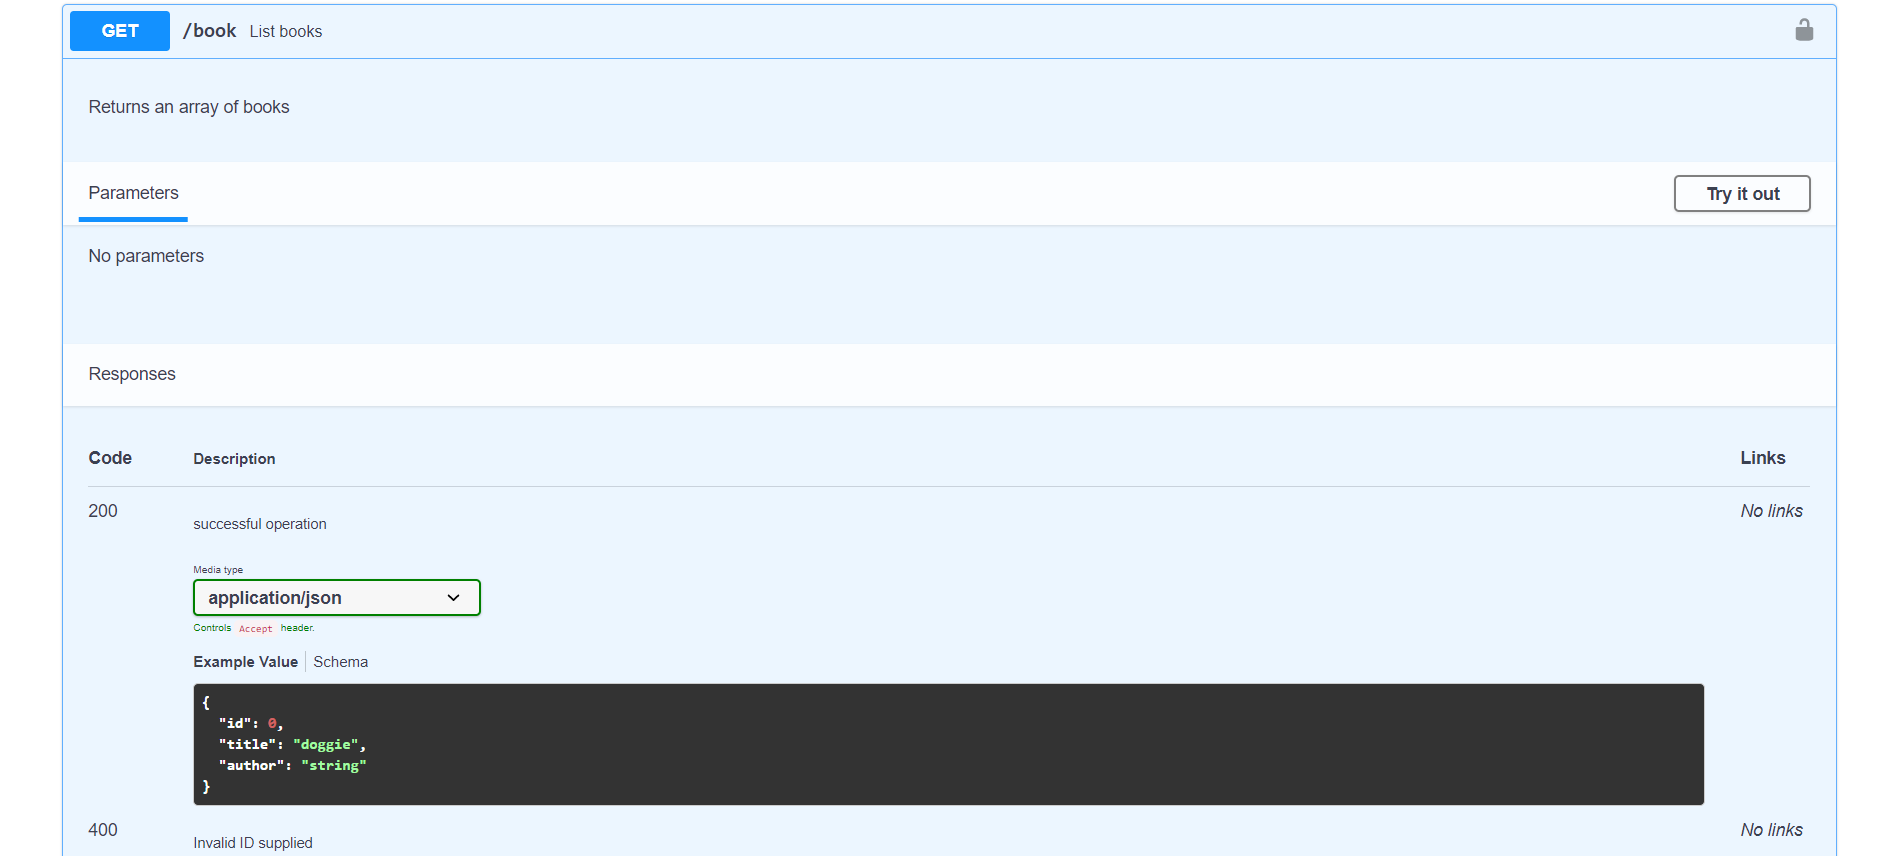 GET /book List books
Returns an array of books
Parameters
Try it out
No parameters
Responses
Code Description Links
200 successful operation No links
Media type
application/json
Controls Accept header.
Example Value Schema
{
  "id": 0,
  "title": "doggie",
  "author": "string"
}
400 Invalid ID supplied No links